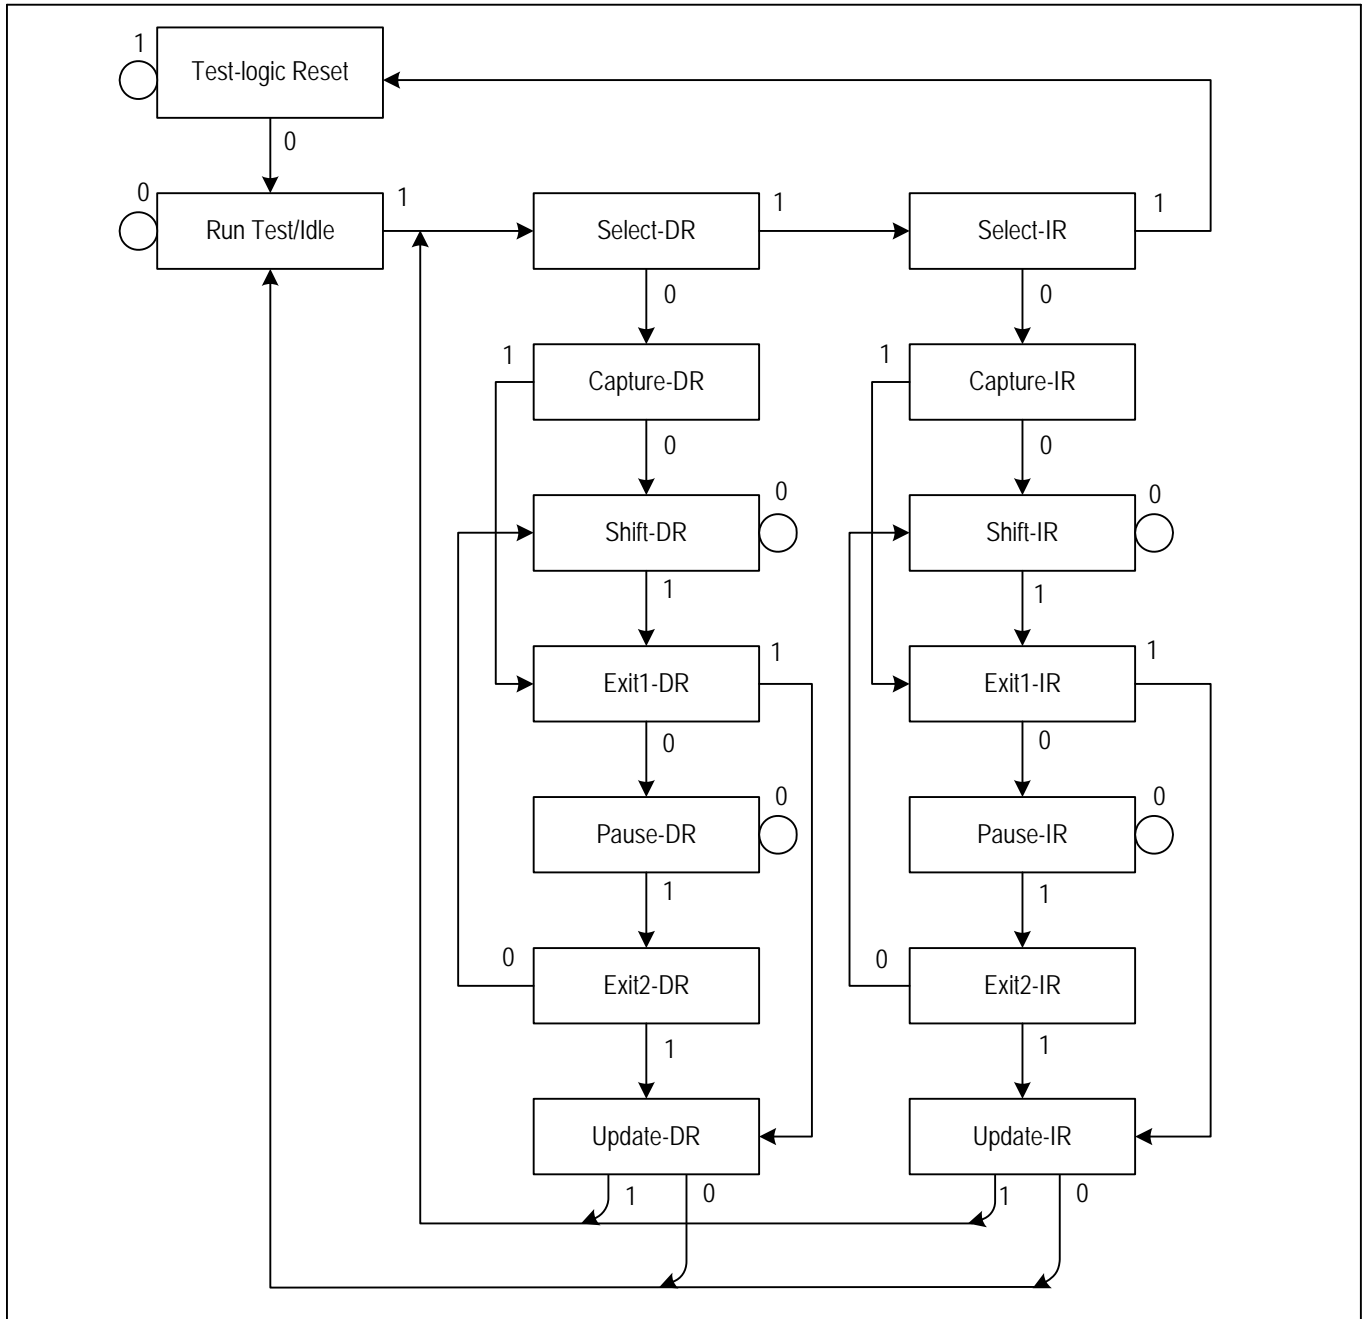 1
Test-logic Reset
0
0
Run Test/Idle
1
Select-DR
1
Select-IR
1
0
0
1
Capture-DR
1
Capture-IR
0
0
Shift-DR
0
Shift-IR
0
1
1
Exit1-DR
1
Exit1-IR
1
0
0
Pause-DR
0
Pause-IR
0
1
1
0
Exit2-DR
0
Exit2-IR
1
1
Update-DR
Update-IR
1
0
1
0